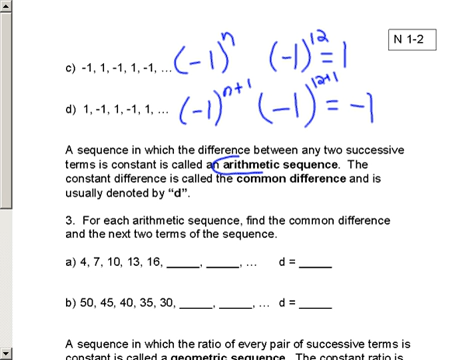 N 1-2
c) -1, 1, -1, 1, -1, … (-1)^n (-1)^12 = 1
d) 1, -1, 1, -1, 1, … (-1)^n+1 (-1)^12+1 = -1
A sequence in which the difference between any two successive
terms is constant is called an arithmetic sequence. The
constant difference is called the common difference and is
usually denoted by “d”.
3. For each arithmetic sequence, find the common difference
and the next two terms of the sequence.
a) 4, 7, 10, 13, 16, _____, _____, … d = _____
b) 50, 45, 40, 35, 30, _____, _____, … d = _____
A sequence in which the ratio of every pair of successive terms is
constant is called a geometric sequence. The constant ratio is